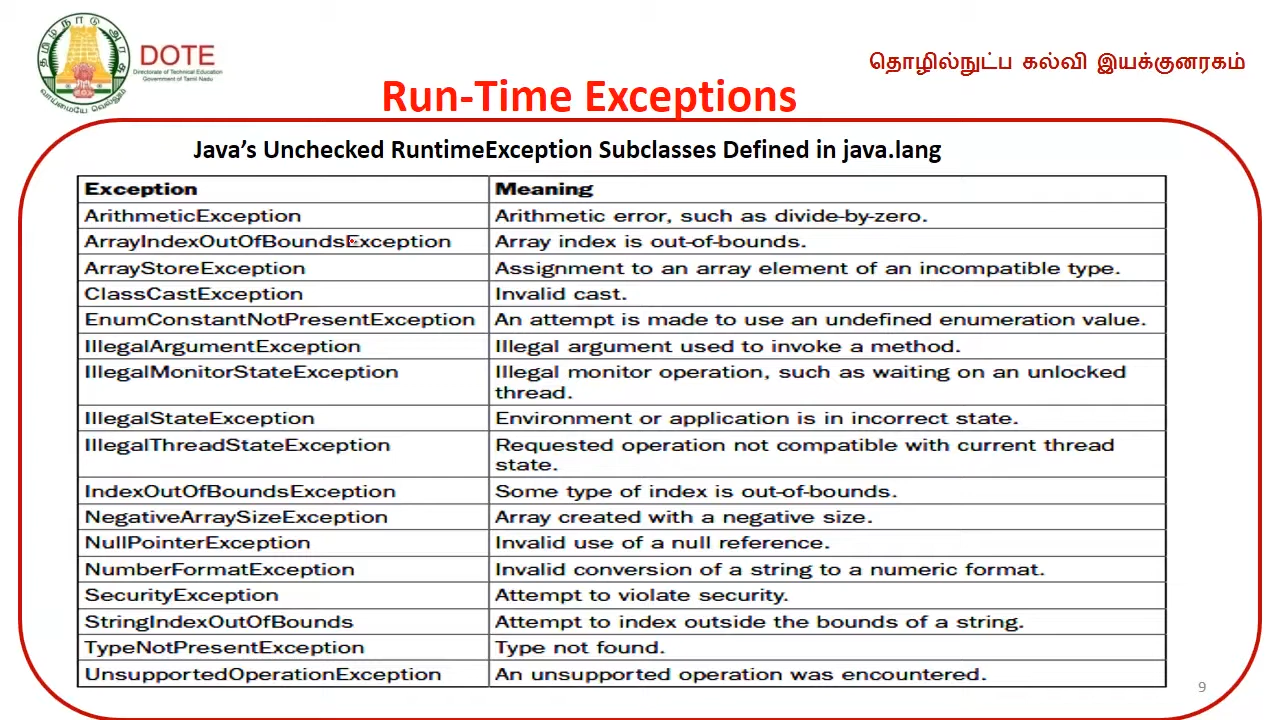 தமிழ்நாடு அரசு
வாய்மையே வெல்லும்
DOTE
Directorate of Technical Education
Government of Tamil Nadu
தொழில்நுட்ப கல்வி இயக்குனரகம்
Run-Time Exceptions
Java’s Unchecked RuntimeException Subclasses Defined in java.lang
Exception Meaning
ArithmeticException Arithmetic error, such as divide-by-zero.
ArrayIndexOutOfBoundsException Array index is out-of-bounds.
ArrayStoreException Assignment to an array element of an incompatible type.
ClassCastException Invalid cast.
EnumConstantNotPresentException An attempt is made to use an undefined enumeration value.
IllegalArgumentException Illegal argument used to invoke a method.
IllegalMonitorStateException Illegal monitor operation, such as waiting on an unlocked
thread.
IllegalStateException Environment or application is in incorrect state.
IllegalThreadStateException Requested operation not compatible with current thread
state.
IndexOutOfBoundsException Some type of index is out-of-bounds.
NegativeArraySizeException Array created with a negative size.
NullPointerException Invalid use of a null reference.
NumberFormatException Invalid conversion of a string to a numeric format.
SecurityException Attempt to violate security.
StringIndexOutOfBounds Attempt to index outside the bounds of a string.
TypeNotPresentException Type not found.
UnsupportedOperationException An unsupported operation was encountered.
9